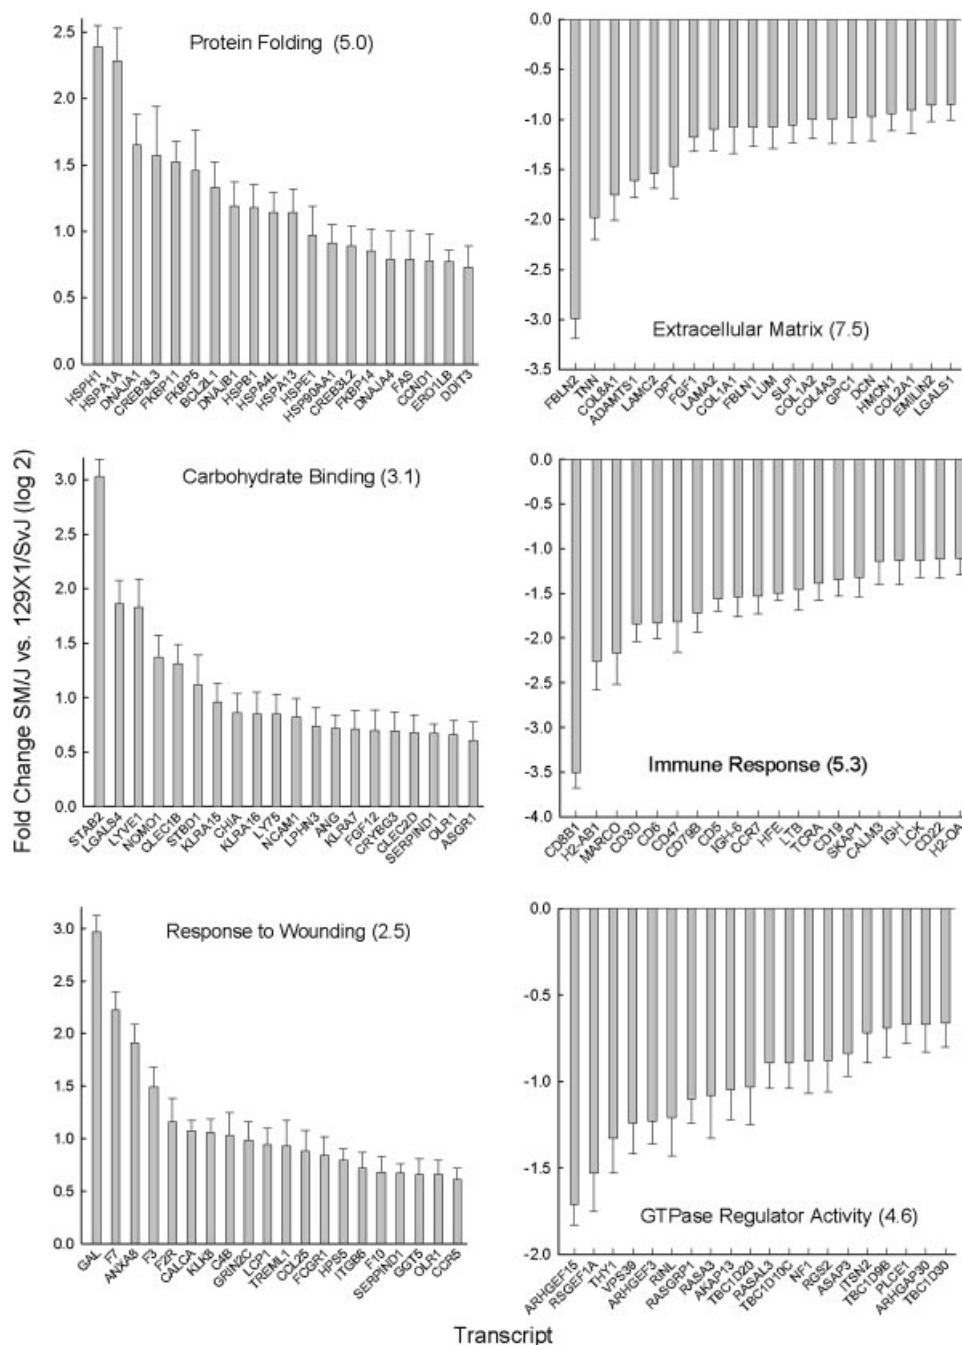 Fold Change SM/J vs. 129X1/SvJ (log 2)
Protein Folding (5.0)
2.5
2.0
1.5
1.0
0.5
0.0
HSPH1
HSPA1A
DNAJA1
CREB3L3
FKBP11
FKBP5
BCL2L1
DNAJB1
HSPB1
HSPA4L
HSPA13
HSPE1
HSP90AA1
CREB3L2
FKBP14
DNAJA4
FAS
CCND1
ERO1LB
DDIT3
Extracellular Matrix (7.5)
-0.0
-0.5
-1.0
-1.5
-2.0
-2.5
-3.0
-3.5
FBLN2
TNN
COL8A1
ADAMTS1
LAMC2
DPT
FGF1
LAMA2
COL1A1
FBLN1
LUM
SLPI
COL1A2
COL4A3
GPC1
DCN
HMCN1
COL2A1
EMILIN2
LGALS1
Carbohydrate Binding (3.1)
3.0
2.5
2.0
1.5
1.0
0.5
0.0
STAB2
LGALS4
LYVE1
NOMO1
CLEC1B
STBD1
KLRA15
CHIA
KLRA16
LY75
NCAM1
LPHN3
ANG
KLRA7
FGF12
CRYBG3
CLEC2D
SERPIND1
OLR1
ASGR1
Immune Response (5.3)
-0.0
-0.5
-1.0
-1.5
-2.0
-2.5
-3.0
-3.5
-4.0
CD8B1
H2-AB1
MARCO
CD3D
CD6
CD47
CD79B
CD5
IGH-6
CCR7
HFE
LTB
TCRA
CD19
SKAP1
CALM3
IGH
LCK
CD22
H2-OA
Response to Wounding (2.5)
3.0
2.5
2.0
1.5
1.0
0.5
0.0
GAL
F7
ANXA8
F3
F2R
CALCA
KLK8
C4B
GRIN2C
LCP1
TREML1
CCL25
FCGR1
HPS5
ITGB6
F10
SERPIND1
GGT5
OLR1
CCR5
GTPase Regulator Activity (4.6)
-0.0
-0.5
-1.0
-1.5
-2.0
ARHGEF15
RSGEF1A
THY1
VPS39
ARHGEF3
RINL
RASGRP1
RASA3
AKAP13
TBC1D20
RASAL3
TBC1D10C
NF1
RGS2
ASAP3
ITSN2
TBC1D9B
PLCE1
ARHGAP30
TBC1D30
Transcript